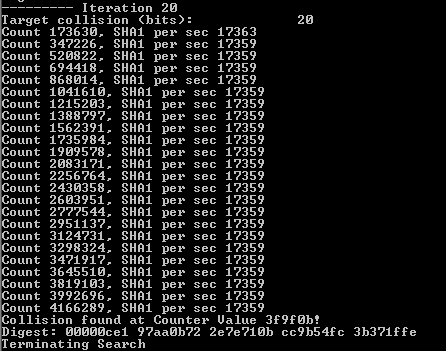 --------- Iteration 20
Target collision (bits): 20
Count 173630, SHA1 per sec 17363
Count 347226, SHA1 per sec 17359
Count 520822, SHA1 per sec 17359
Count 694418, SHA1 per sec 17359
Count 868014, SHA1 per sec 17359
Count 1041610, SHA1 per sec 17359
Count 1215203, SHA1 per sec 17359
Count 1388797, SHA1 per sec 17359
Count 1562391, SHA1 per sec 17359
Count 1735984, SHA1 per sec 17359
Count 1909578, SHA1 per sec 17359
Count 2083171, SHA1 per sec 17359
Count 2256764, SHA1 per sec 17359
Count 2430358, SHA1 per sec 17359
Count 2603951, SHA1 per sec 17359
Count 2777544, SHA1 per sec 17359
Count 2951137, SHA1 per sec 17359
Count 3124731, SHA1 per sec 17359
Count 3298324, SHA1 per sec 17359
Count 3471917, SHA1 per sec 17359
Count 3645510, SHA1 per sec 17359
Count 3819103, SHA1 per sec 17359
Count 3992696, SHA1 per sec 17359
Count 4166289, SHA1 per sec 17359
Collision found at Counter Value 3f9f0b!
Digest: 00000ce1 97aa0b72 2e7e710b cc9b54fc 3b371ffe
Terminating Search